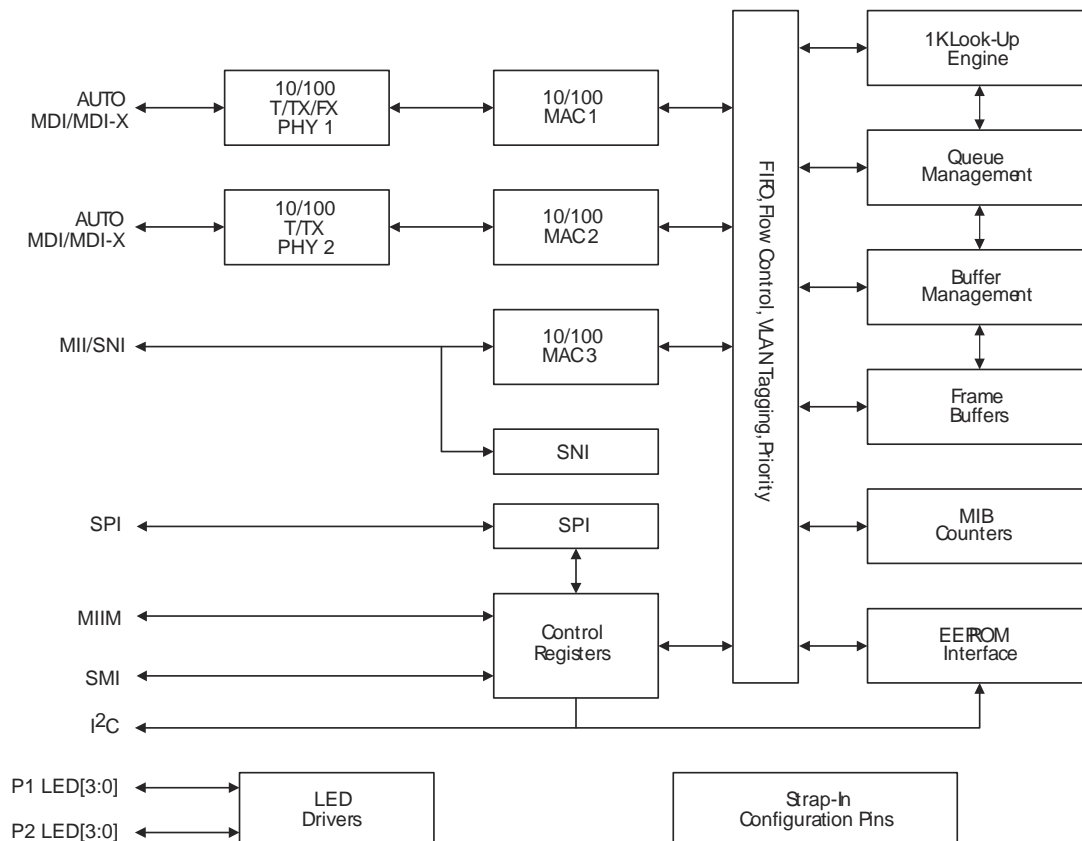 1K Look-Up
Engine
AUTO
MDI/MDI-X
10/100
T/TX/FX
PHY 1
10/100
MAC 1
Queue
Management
AUTO
MDI/MDI-X
10/100
T/TX
PHY 2
10/100
MAC 2
FIFO, Flow Control, VLAN Tagging, Priority
Buffer
Management
MII/SNI
10/100
MAC 3
Frame
Buffers
SNI
SPI
SPI
MIB
Counters
MIIM
SMI
Control
Registers
EEPROM
Interface
I²C
P1 LED[3:0]
P2 LED[3:0]
LED
Drivers
Strap-In
Configuration Pins